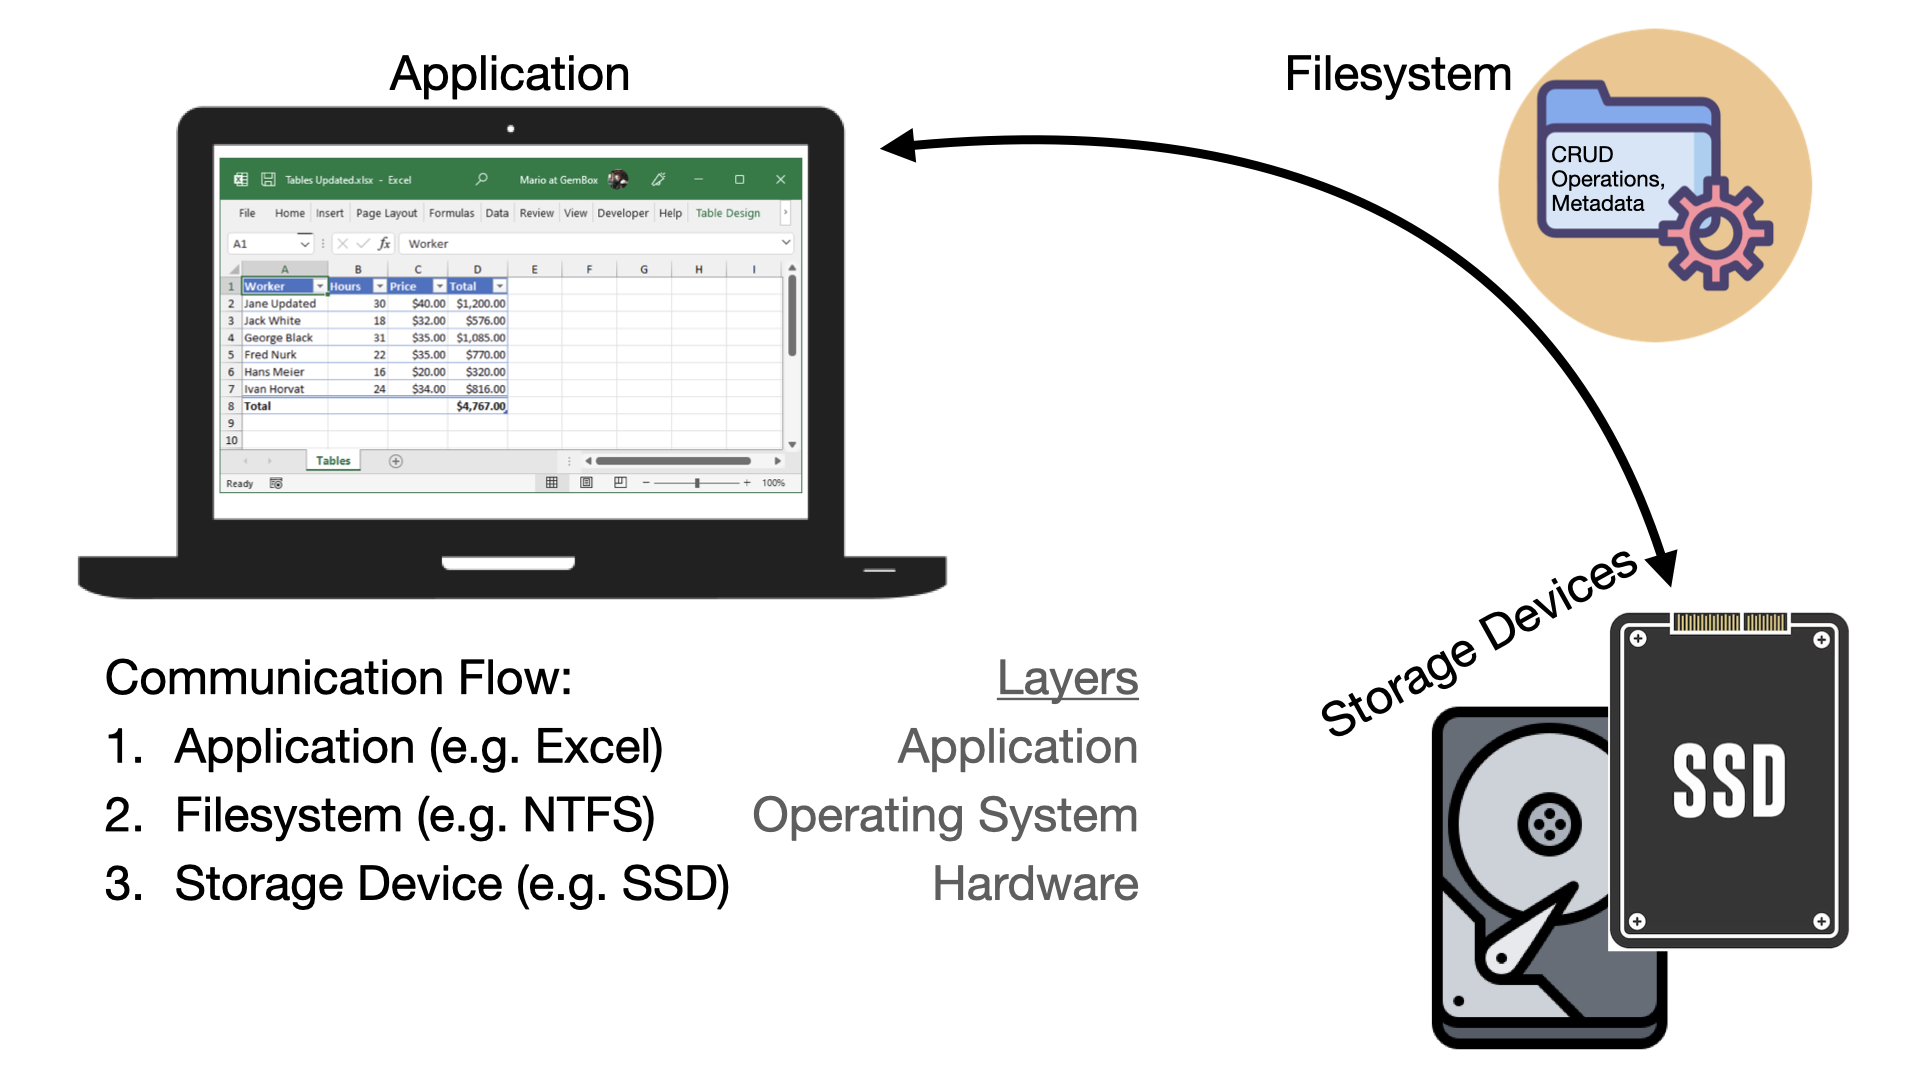 Application
Filesystem
CRUD
Operations,
Metadata
Tables Updated.xlsx - Excel
Mario at GemBox
File Home Insert Page Layout Formulas Data Review View Developer Help Table Design
A1 fx Worker
A B C D E F G H I
1 Worker Hours Price Total
2 Jane Updated 30 $40.00 $1,200.00
3 Jack White 18 $32.00 $576.00
4 George Black 31 $35.00 $1,085.00
5 Fred Nurk 22 $35.00 $770.00
6 Hans Meier 16 $20.00 $320.00
7 Ivan Horvat 24 $34.00 $816.00
8 Total $4,767.00
9
10
Tables
Ready 100%
Storage Devices
SSD
Communication Flow: Layers
1. Application (e.g. Excel) Application
2. Filesystem (e.g. NTFS) Operating System
3. Storage Device (e.g. SSD) Hardware